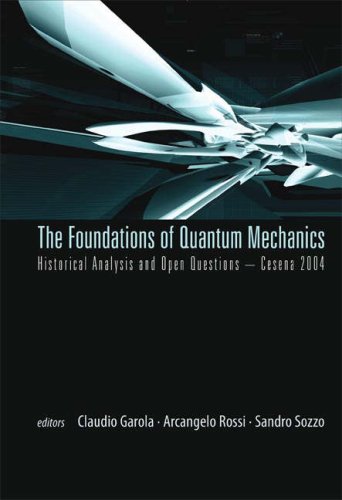 The Foundations of Quantum Mechanics
Historical Analysis and Open Questions – Cesena 2004
editors Claudio Garola · Arcangelo Rossi · Sandro Sozzo